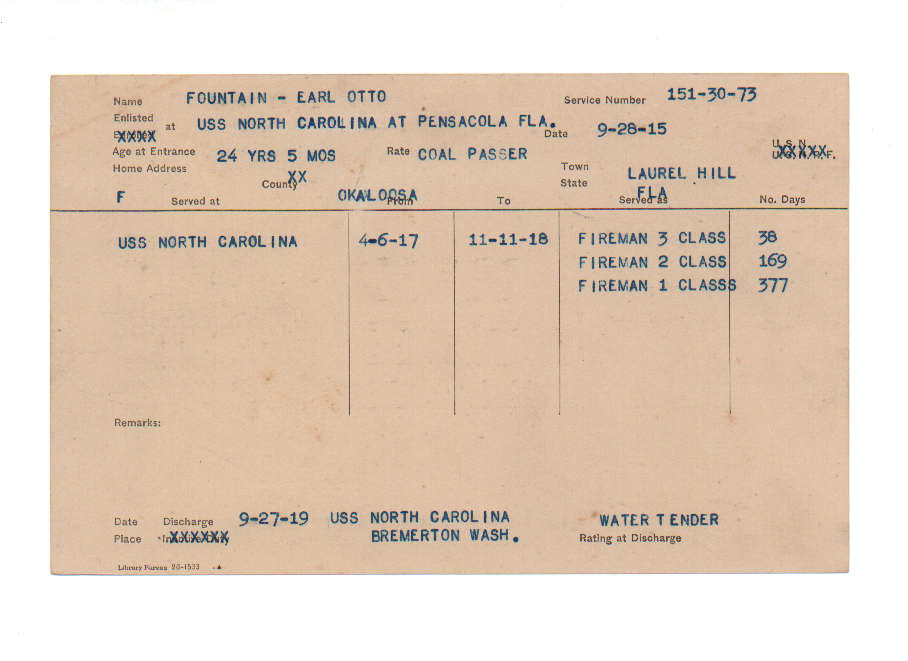 Name FOUNTAIN - EARL OTTO Service Number 151-30-73
Enlisted at USS NORTH CAROLINA AT PENSACOLA FLA. Date 9-28-15
XXXX
Age at Entrance 24 YRS 5 MOS Rate COAL PASSER U.S.N. XXXXX
Home Address County XX Town LAUREL HILL
State FLA
F Served at OKALOOSA From To Served as No. Days
USS NORTH CAROLINA 4-6-17 11-11-18 FIREMAN 3 CLASS 38
FIREMAN 2 CLASS 169
FIREMAN 1 CLASSS 377
Remarks:
Date Discharge 9-27-19 USS NORTH CAROLINA WATER TENDER
Place XXXXXX BREMERTON WASH. Rating at Discharge
Library Bureau 20-1533